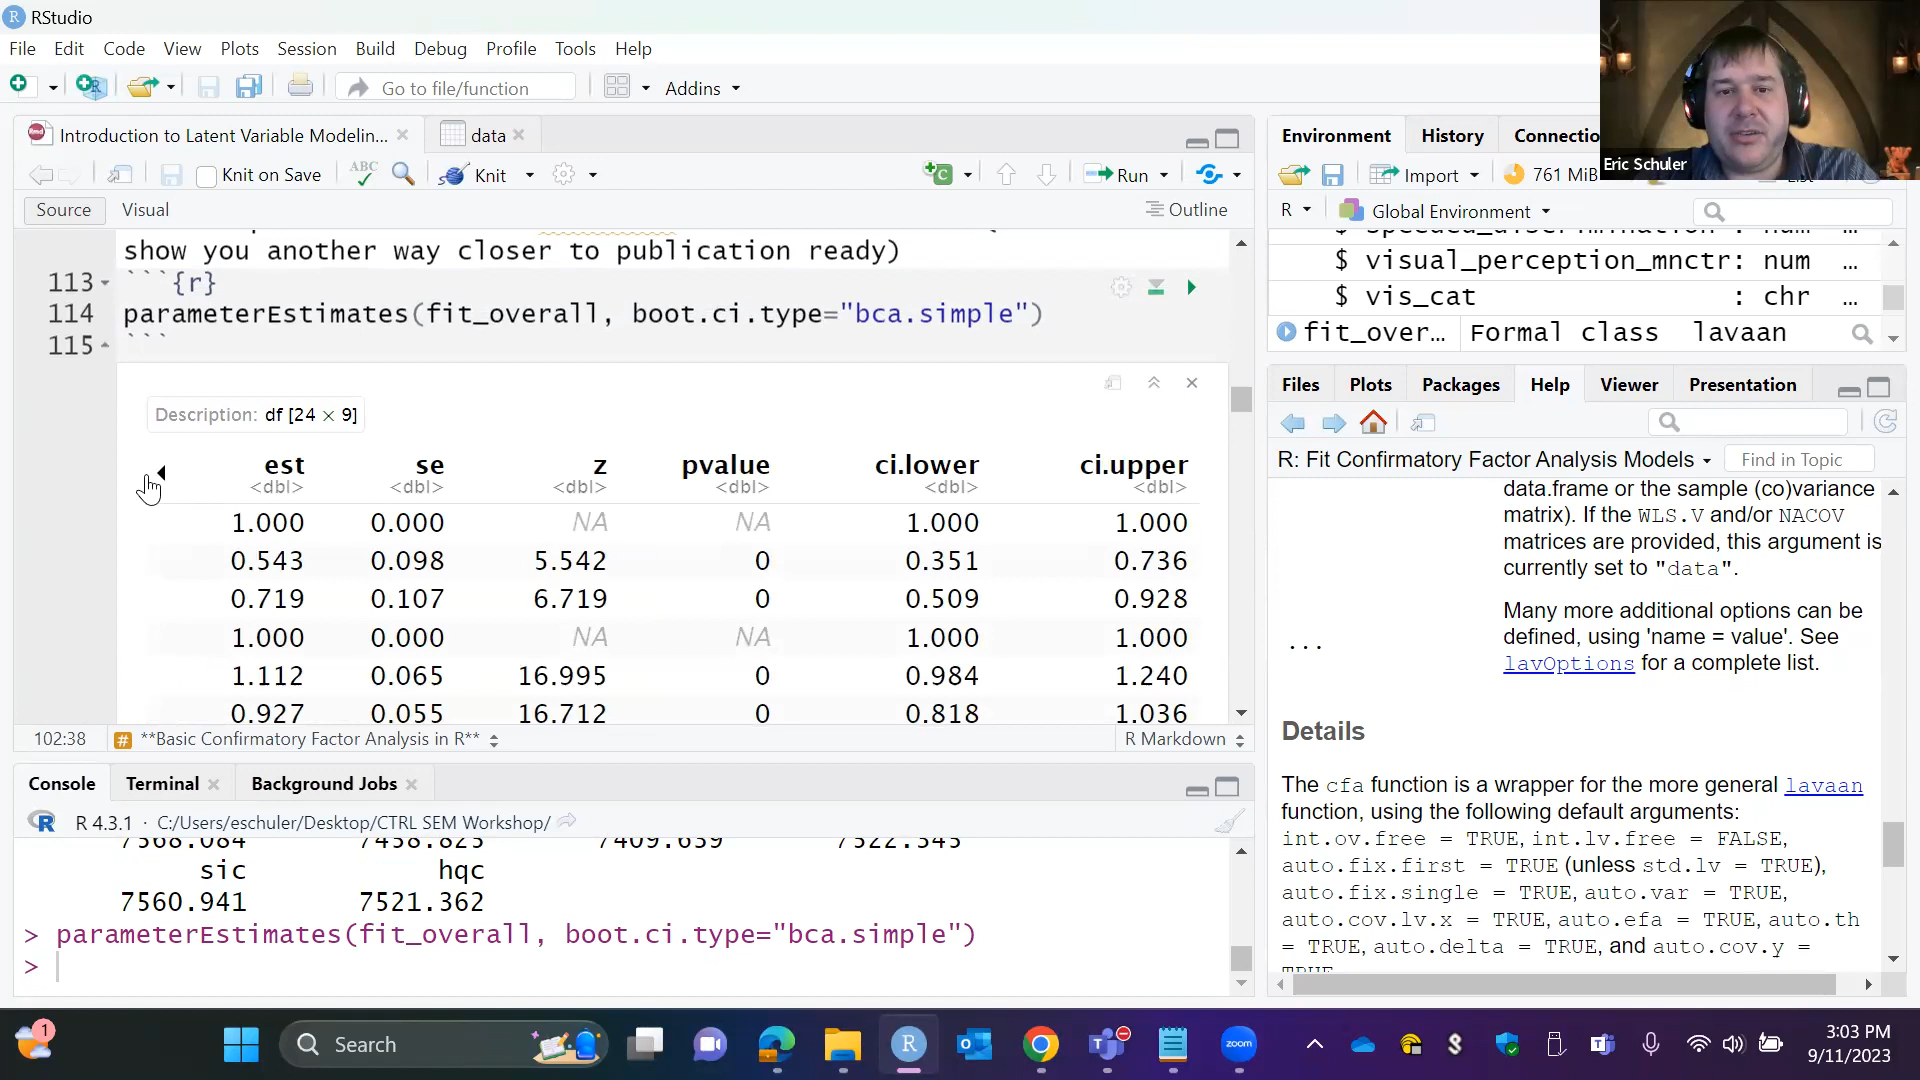 RStudio
File Edit Code View Plots Session Build Debug Profile Tools Help
Go to file/function Addins
Introduction to Latent Variable Modelin... data
Knit on Save ABC Knit Run
Source Visual Outline
show you another way closer to publication ready)
113 ```{r}
114 parameterEstimates(fit_overall, boot.ci.type="bca.simple")
115 ```
Description: df [24 × 9]
est se z pvalue ci.lower ci.upper
<dbl> <dbl> <dbl> <dbl> <dbl> <dbl>
1.000 0.000 NA NA 1.000 1.000
0.543 0.098 5.542 0 0.351 0.736
0.719 0.107 6.719 0 0.509 0.928
1.000 0.000 NA NA 1.000 1.000
1.112 0.065 16.995 0 0.984 1.240
0.927 0.055 16.712 0 0.818 1.036
102:38 # **Basic Confirmatory Factor Analysis in R** R Markdown
Console Terminal Background Jobs
R 4.3.1 · C:/Users/eschuler/Desktop/CTRL SEM Workshop/
7568.084 7458.825 7409.639 7522.345
sic hqc
7560.941 7521.362
> parameterEstimates(fit_overall, boot.ci.type="bca.simple")
>
Environment History Connectio
Import 761 MiB
R Global Environment
$ speeded_discrimination : num ...
$ visual_perception_mnctr: num ...
$ vis_cat : chr ...
fit_over... Formal class lavaan
Eric Schuler
Files Plots Packages Help Viewer Presentation
R: Fit Confirmatory Factor Analysis Models Find in Topic
data.frame or the sample (co)variance
matrix). If the WLS.V and/or NACOV
matrices are provided, this argument is
currently set to "data".
... Many more additional options can be
defined, using 'name = value'. See
lavOptions for a complete list.
Details
The cfa function is a wrapper for the more general lavaan
function, using the following default arguments:
int.ov.free = TRUE, int.lv.free = FALSE,
auto.fix.first = TRUE (unless std.lv = TRUE),
auto.fix.single = TRUE, auto.var = TRUE,
auto.cov.lv.x = TRUE, auto.efa = TRUE, auto.th
= TRUE, auto.delta = TRUE, and auto.cov.y =
TRUE
1 Search zoom
3:03 PM
9/11/2023